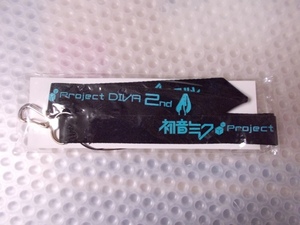 Project DIVA 2nd
初音ミク Project